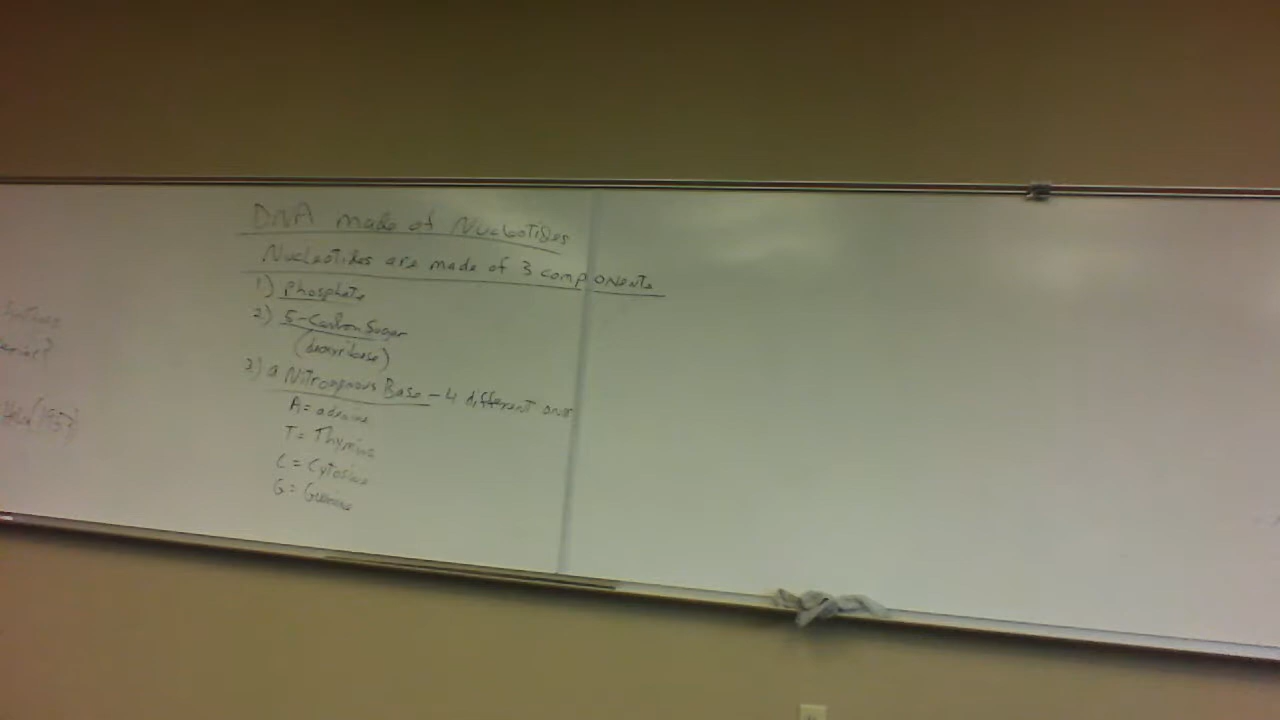 DNA made of Nucleotides
Nucleotides are made of 3 components
1) Phosphate
2) 5-Carbon Sugar
(deoxyribose)
3) a Nitrogenous Base - 4 different ones
A = adenine
T = Thymine
C = Cytosine
G = Guanine